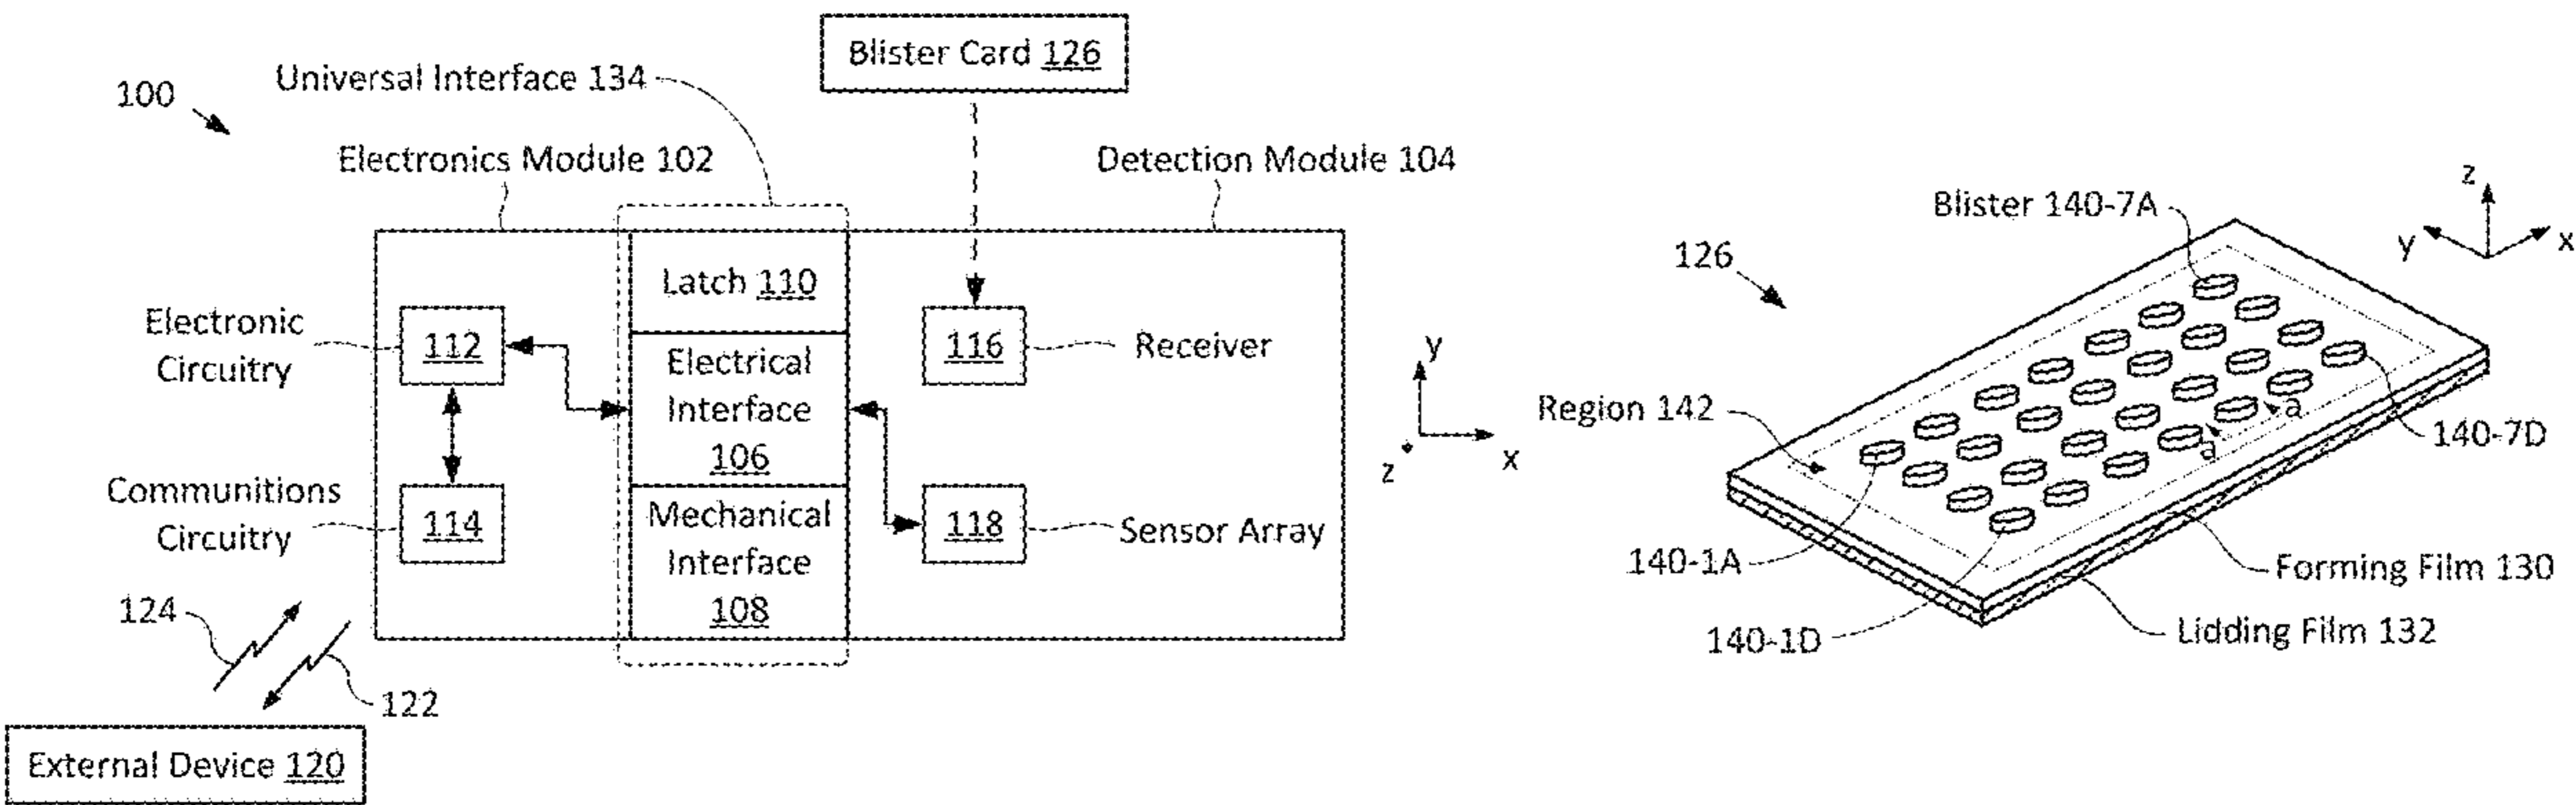 Blister Card 126
Universal Interface 134
100
Electronics Module 102
Detection Module 104
Latch 110
Electronic
Circuitry
112
Electrical
Interface
106
116
Receiver
Communitions
Circuitry
114
Mechanical
Interface
108
118
Sensor Array
124
122
External Device 120
y
x
z
z
y
x
Blister 140-7A
126
Region 142
a
a
140-7D
140-1A
140-1D
Forming Film 130
Lidding Film 132